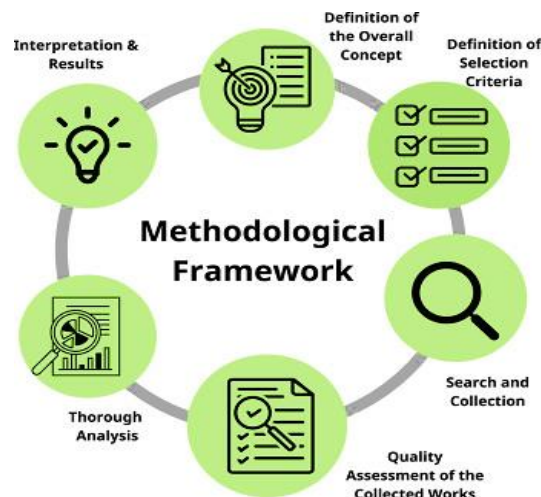 Definition of
the Overall
Concept
Definition of
Selection
Criteria
Search and
Collection
Quality
Assessment of the
Collected Works
Thorough
Analysis
Interpretation &
Results
Methodological
Framework